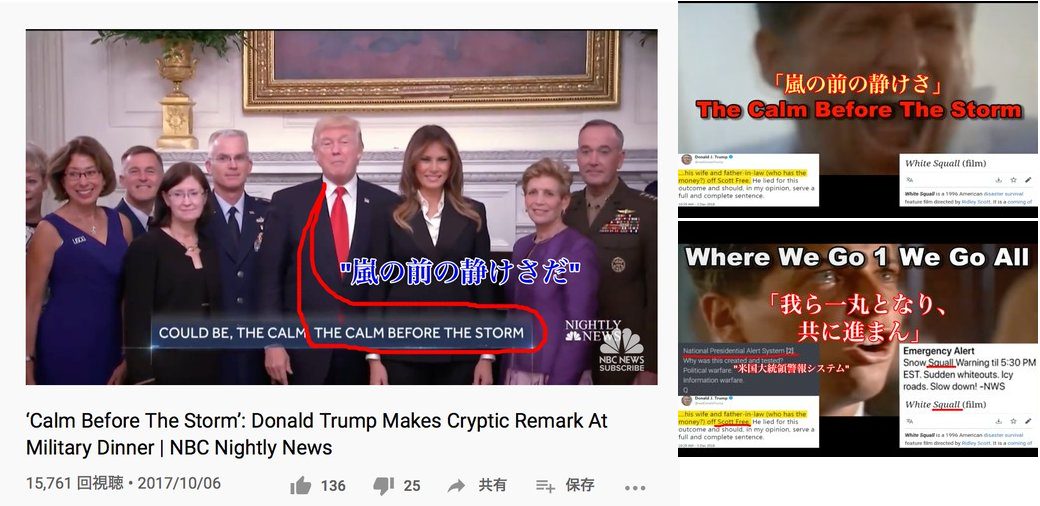 "嵐の前の静けさだ"
COULD BE, THE CALM, THE CALM BEFORE THE STORM
NIGHTLY
NEWS
NBC NEWS
SUBSCRIBE
‘Calm Before The Storm’: Donald Trump Makes Cryptic Remark At
Military Dinner | NBC Nightly News
15,761 回視聴 • 2017/10/06
136
25
共有
保存
「嵐の前の静けさ」
The Calm Before The Storm
Donald J. Trump
...his wife and father-in-law (who has the
money?) off Scott Free. He lied for this
outcome and should, in my opinion, serve a
full and complete sentence.
White Squall (film)
White Squall is a 1996 American disaster survival
feature film directed by Ridley Scott. It is a coming of
Where We Go 1 We Go All
「我ら一丸となり、
共に進まん」
National Presidential Alert System [2]
Why was this created and tested?
Political warfare.
Information warfare.
Q
"米国大統領警報システム"
Donald J. Trump
...his wife and father-in-law (who has the
money?) off Scott Free. He lied for this
outcome and should, in my opinion, serve a
full and complete sentence.
Emergency Alert
Snow Squall Warning til 5:30 PM
EST. Sudden whiteouts. Icy
roads. Slow down! -NWS
White Squall (film)
White Squall is a 1996 American disaster survival
feature film directed by Ridley Scott. It is a coming of